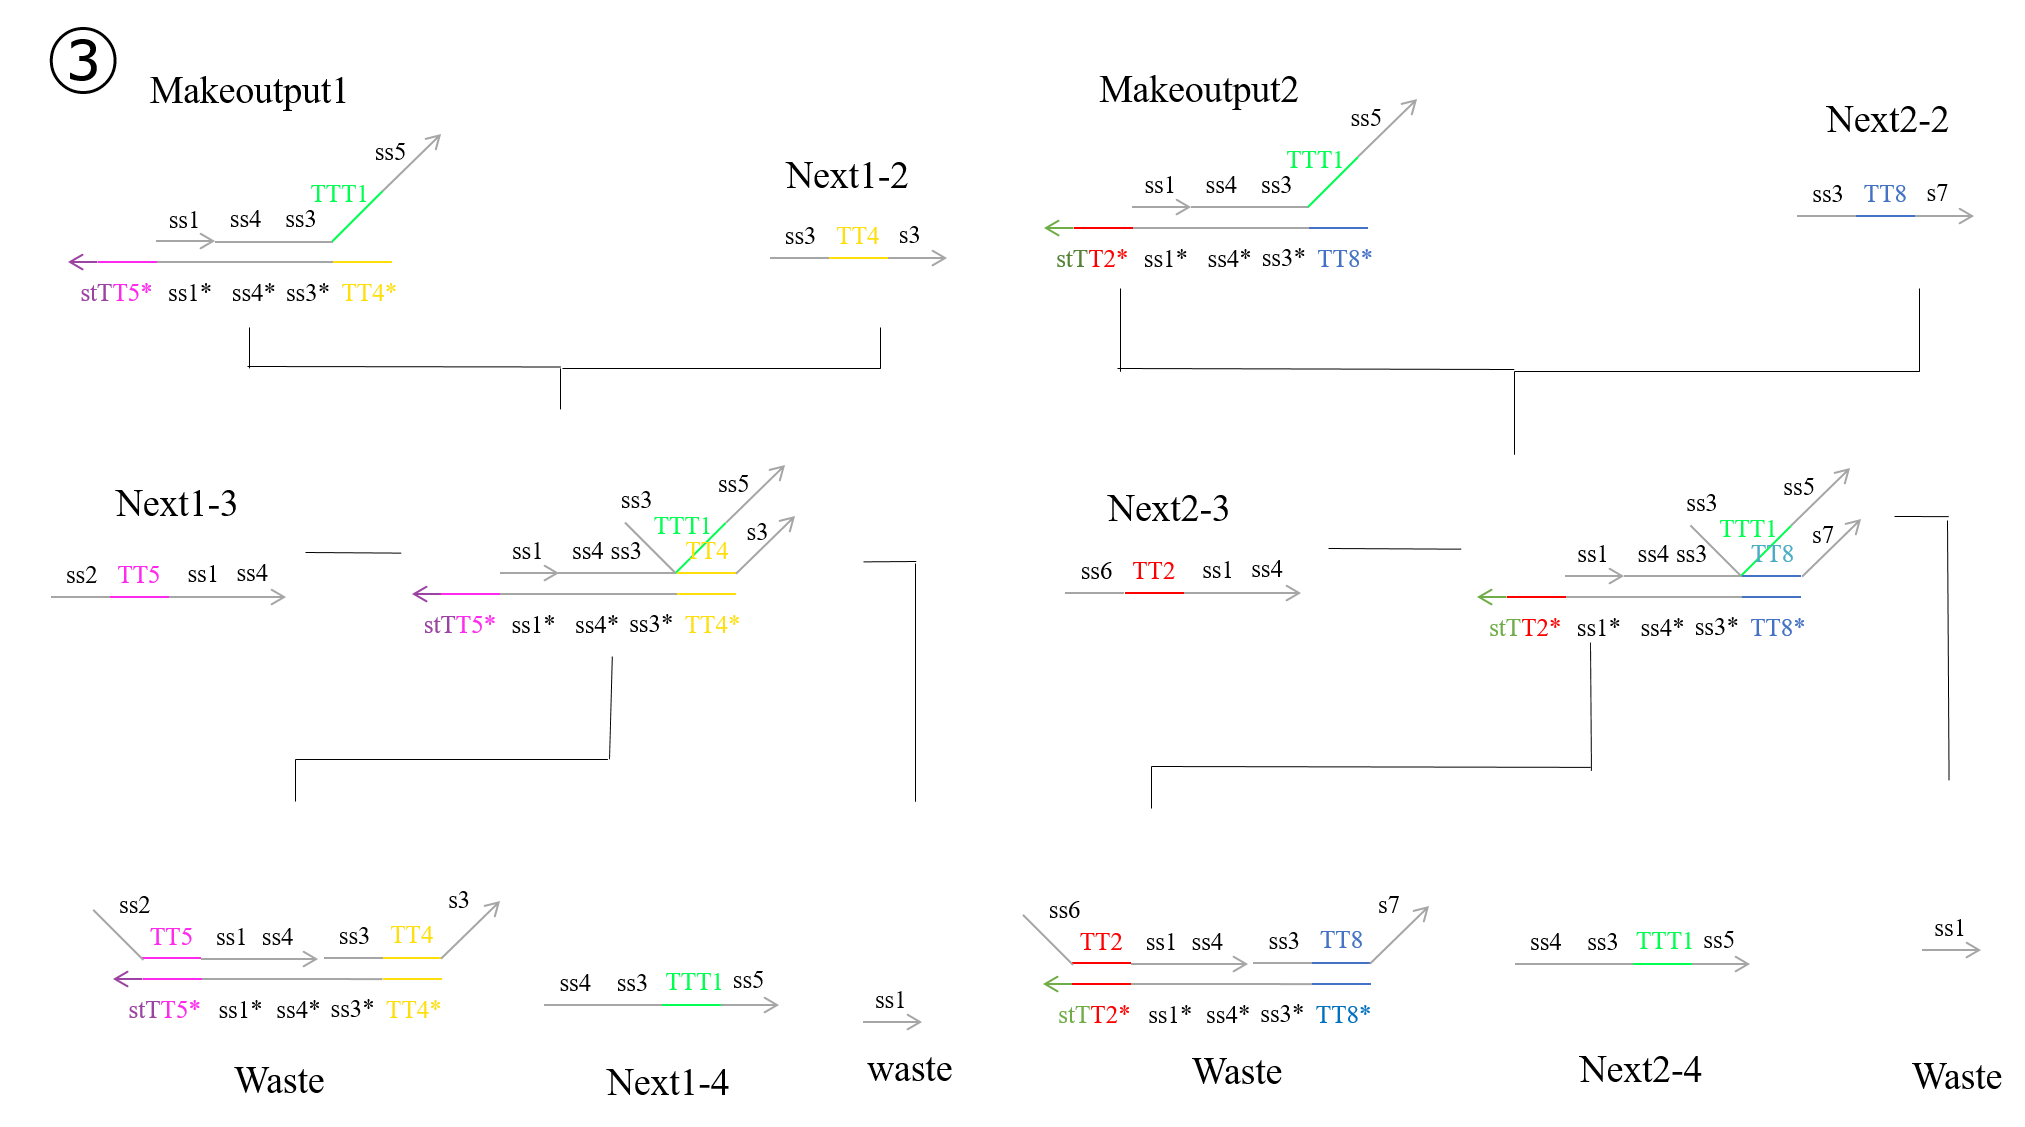 ③
Makeoutput1
ss5
TTT1
ss1 ss4 ss3
stTT5* ss1* ss4* ss3* TT4*
Next1-2
ss3 TT4 s3
Makeoutput2
ss5
TTT1
ss1 ss4 ss3
stTT2* ss1* ss4* ss3* TT8*
Next2-2
ss3 TT8 s7
Next1-3
ss2 TT5 ss1 ss4
ss5
ss3
TTT1
s3
ss1 ss4 ss3 TT4
stTT5* ss1* ss4* ss3* TT4*
Next2-3
ss6 TT2 ss1 ss4
ss5
ss3
TTT1
s7
ss1 ss4 ss3 TT8
stTT2* ss1* ss4* ss3* TT8*
ss2 s3
TT5 ss1 ss4 ss3 TT4
stTT5* ss1* ss4* ss3* TT4*
Waste
ss4 ss3 TTT1 ss5
Next1-4
ss1
waste
ss6 s7
TT2 ss1 ss4 ss3 TT8
stTT2* ss1* ss4* ss3* TT8*
Waste
ss4 ss3 TTT1 ss5
Next2-4
ss1
Waste